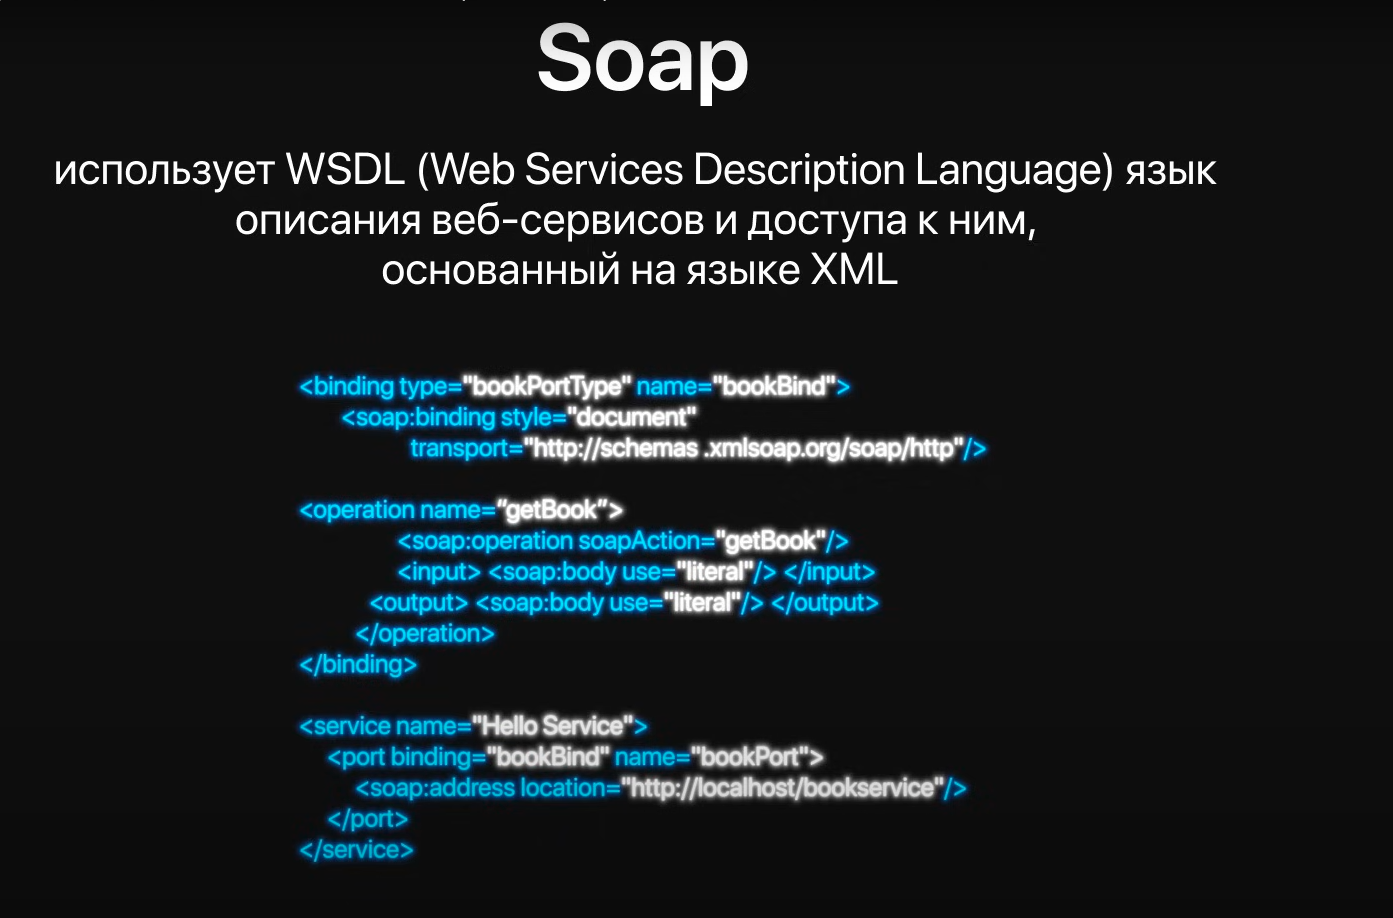 Soap
использует WSDL (Web Services Description Language) язык
описания веб-сервисов и доступа к ним,
основанный на языке XML
<binding type="bookPortType" name="bookBind">
<soap:binding style="document"
transport="http://schemas .xmlsoap.org/soap/http"/>
<operation name=“getBook”>
<soap:operation soapAction="getBook"/>
<input> <soap:body use="literal"/> </input>
<output> <soap:body use="literal"/> </output>
</operation>
</binding>
<service name="Hello Service">
<port binding="bookBind" name="bookPort">
<soap:address location="http://localhost/bookservice"/>
</port>
</service>